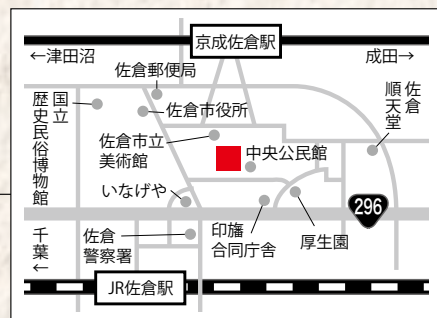 京成佐倉駅
←津田沼
成田→
佐倉郵便局
佐倉市役所
国立
歴史民俗博物館
佐倉市立
美術館
中央公民館
佐倉
順天堂
いなげや
296
千葉←
佐倉
警察署
印旛
合同庁舎
厚生園
JR佐倉駅